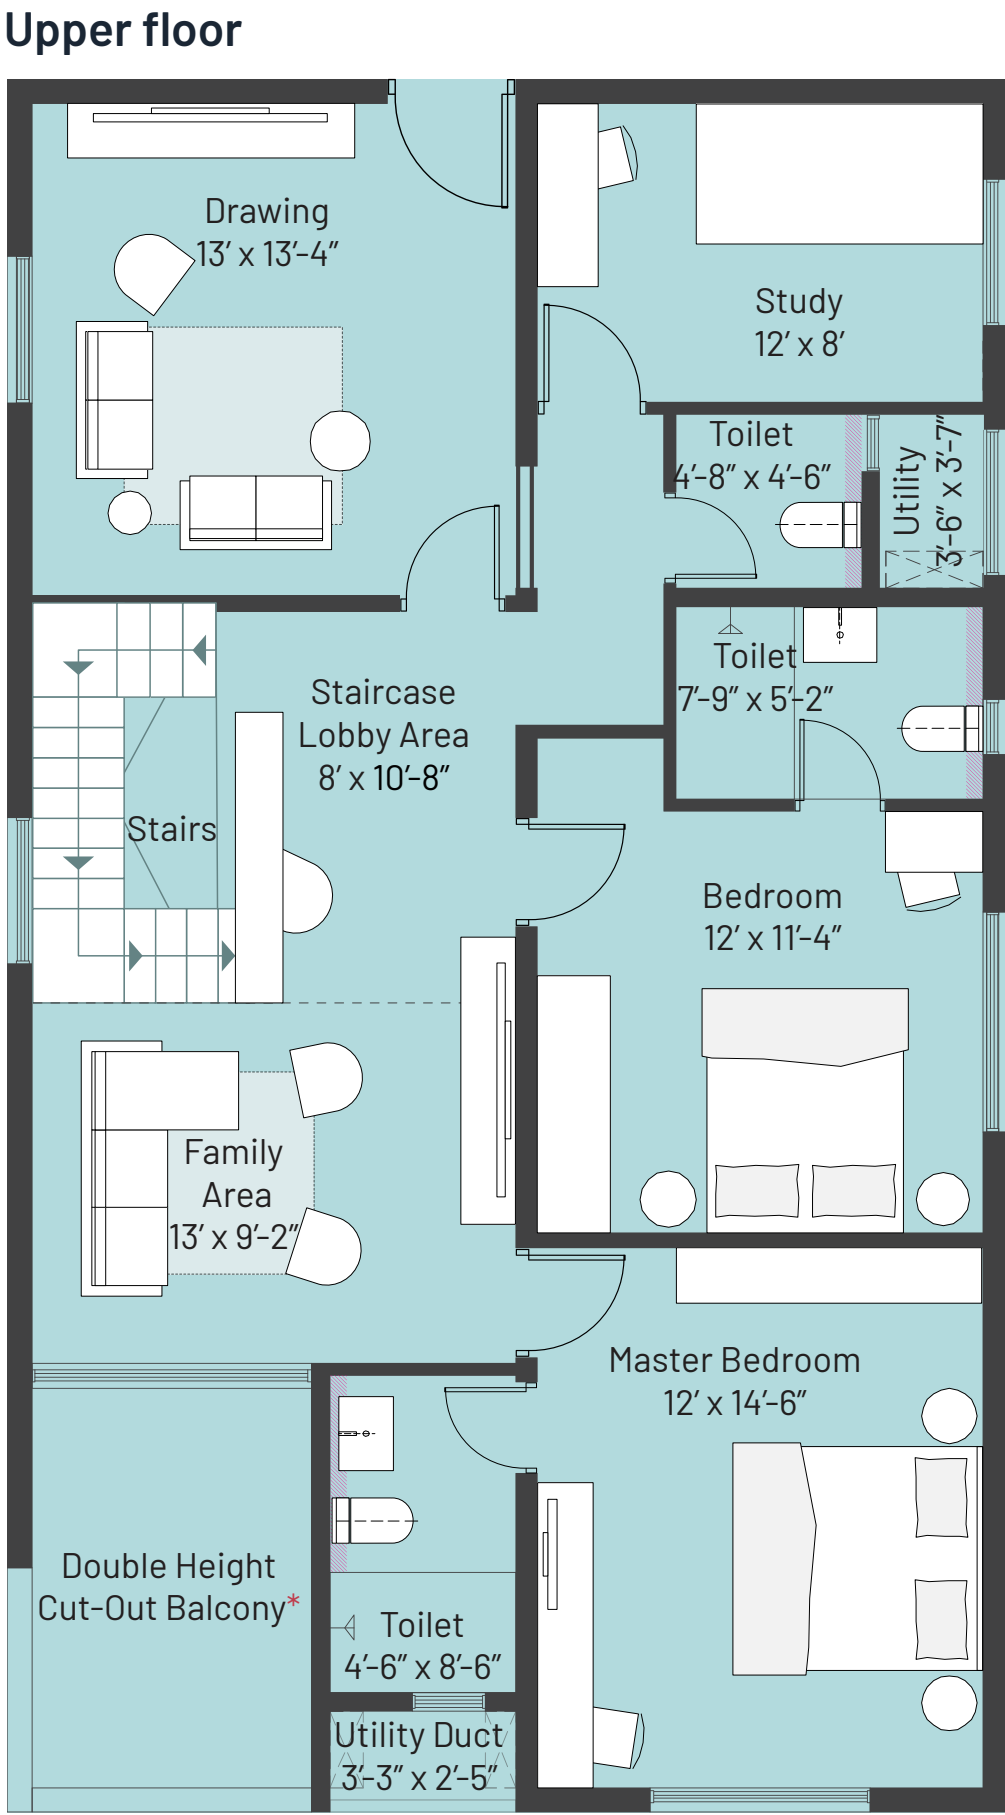 Upper floor
Drawing
13′ x 13′-4″
Study
12′ x 8′
Toilet
4′-8″ x 4′-6″
Utility
3′-6″ x 3′-7″
Toilet
7′-9″ x 5′-2″
Staircase
Lobby Area
8′ x 10′-8″
Stairs
Bedroom
12′ x 11′-4″
Family
Area
13′ x 9′-2″
Master Bedroom
12′ x 14′-6″
Double Height
Cut-Out Balcony*
Toilet
4′-6″ x 8′-6″
Utility Duct
3′-3″ x 2′-5″